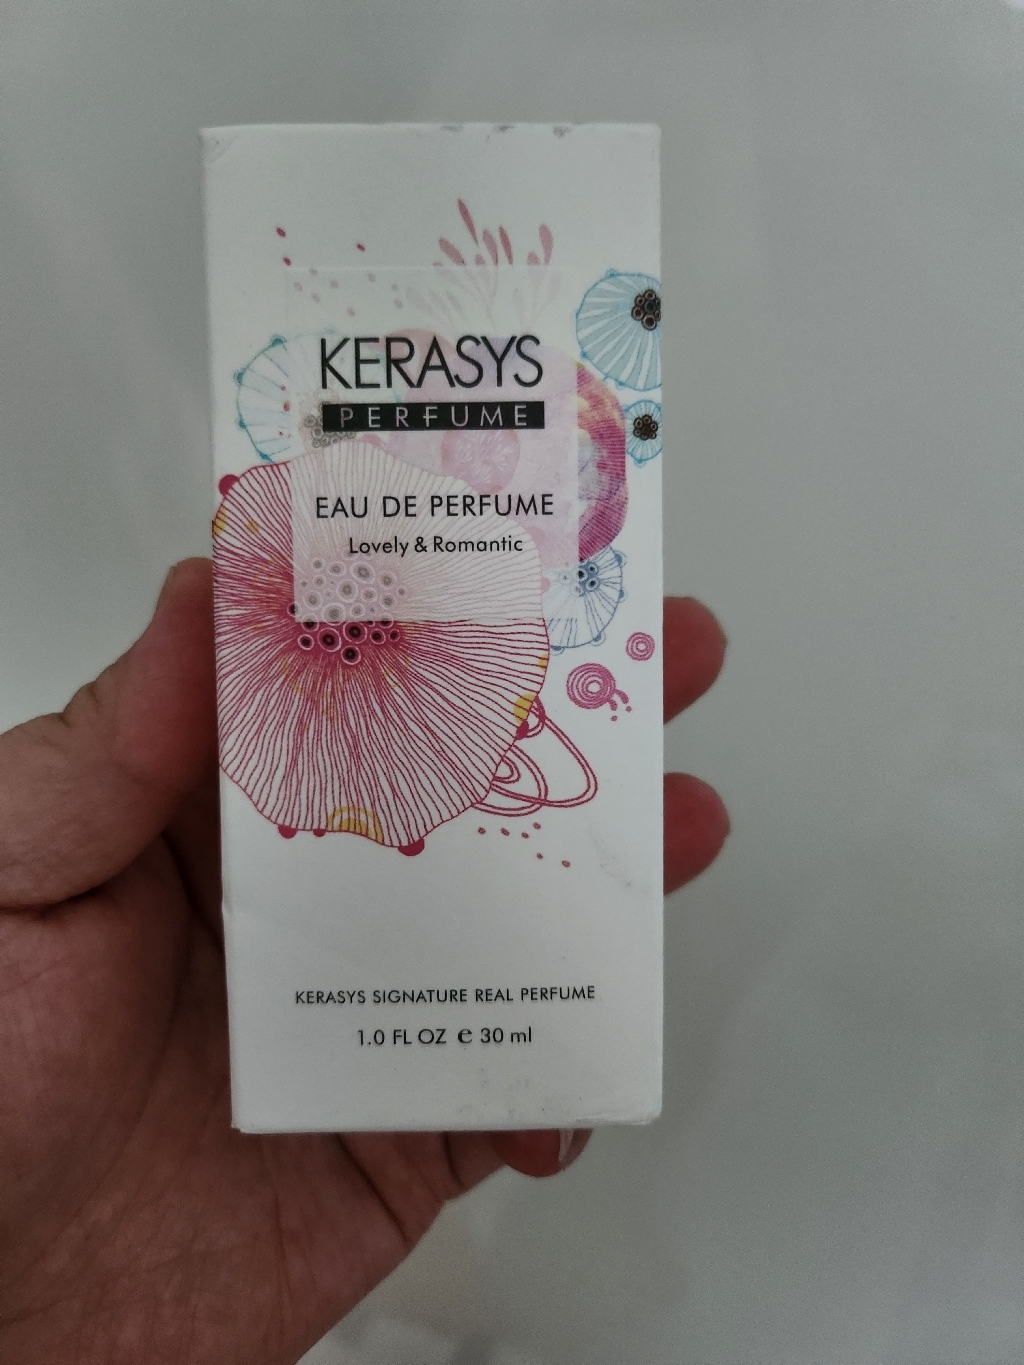 KERASYS
PERFUME
EAU DE PERFUME
Lovely & Romantic
KERASYS SIGNATURE REAL PERFUME
1.0 FL OZ ℮ 30 ml